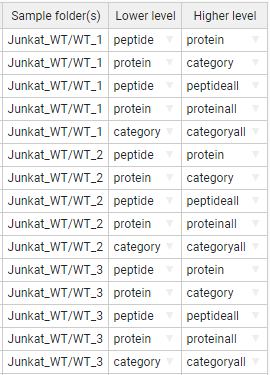 Sample folder(s) Lower level Higher level
Junkat_WT/WT_1 peptide protein
Junkat_WT/WT_1 protein category
Junkat_WT/WT_1 peptide peptideall
Junkat_WT/WT_1 protein proteinall
Junkat_WT/WT_1 category categoryall
Junkat_WT/WT_2 peptide protein
Junkat_WT/WT_2 protein category
Junkat_WT/WT_2 peptide peptideall
Junkat_WT/WT_2 protein proteinall
Junkat_WT/WT_2 category categoryall
Junkat_WT/WT_3 peptide protein
Junkat_WT/WT_3 protein category
Junkat_WT/WT_3 peptide peptideall
Junkat_WT/WT_3 protein proteinall
Junkat_WT/WT_3 category categoryall